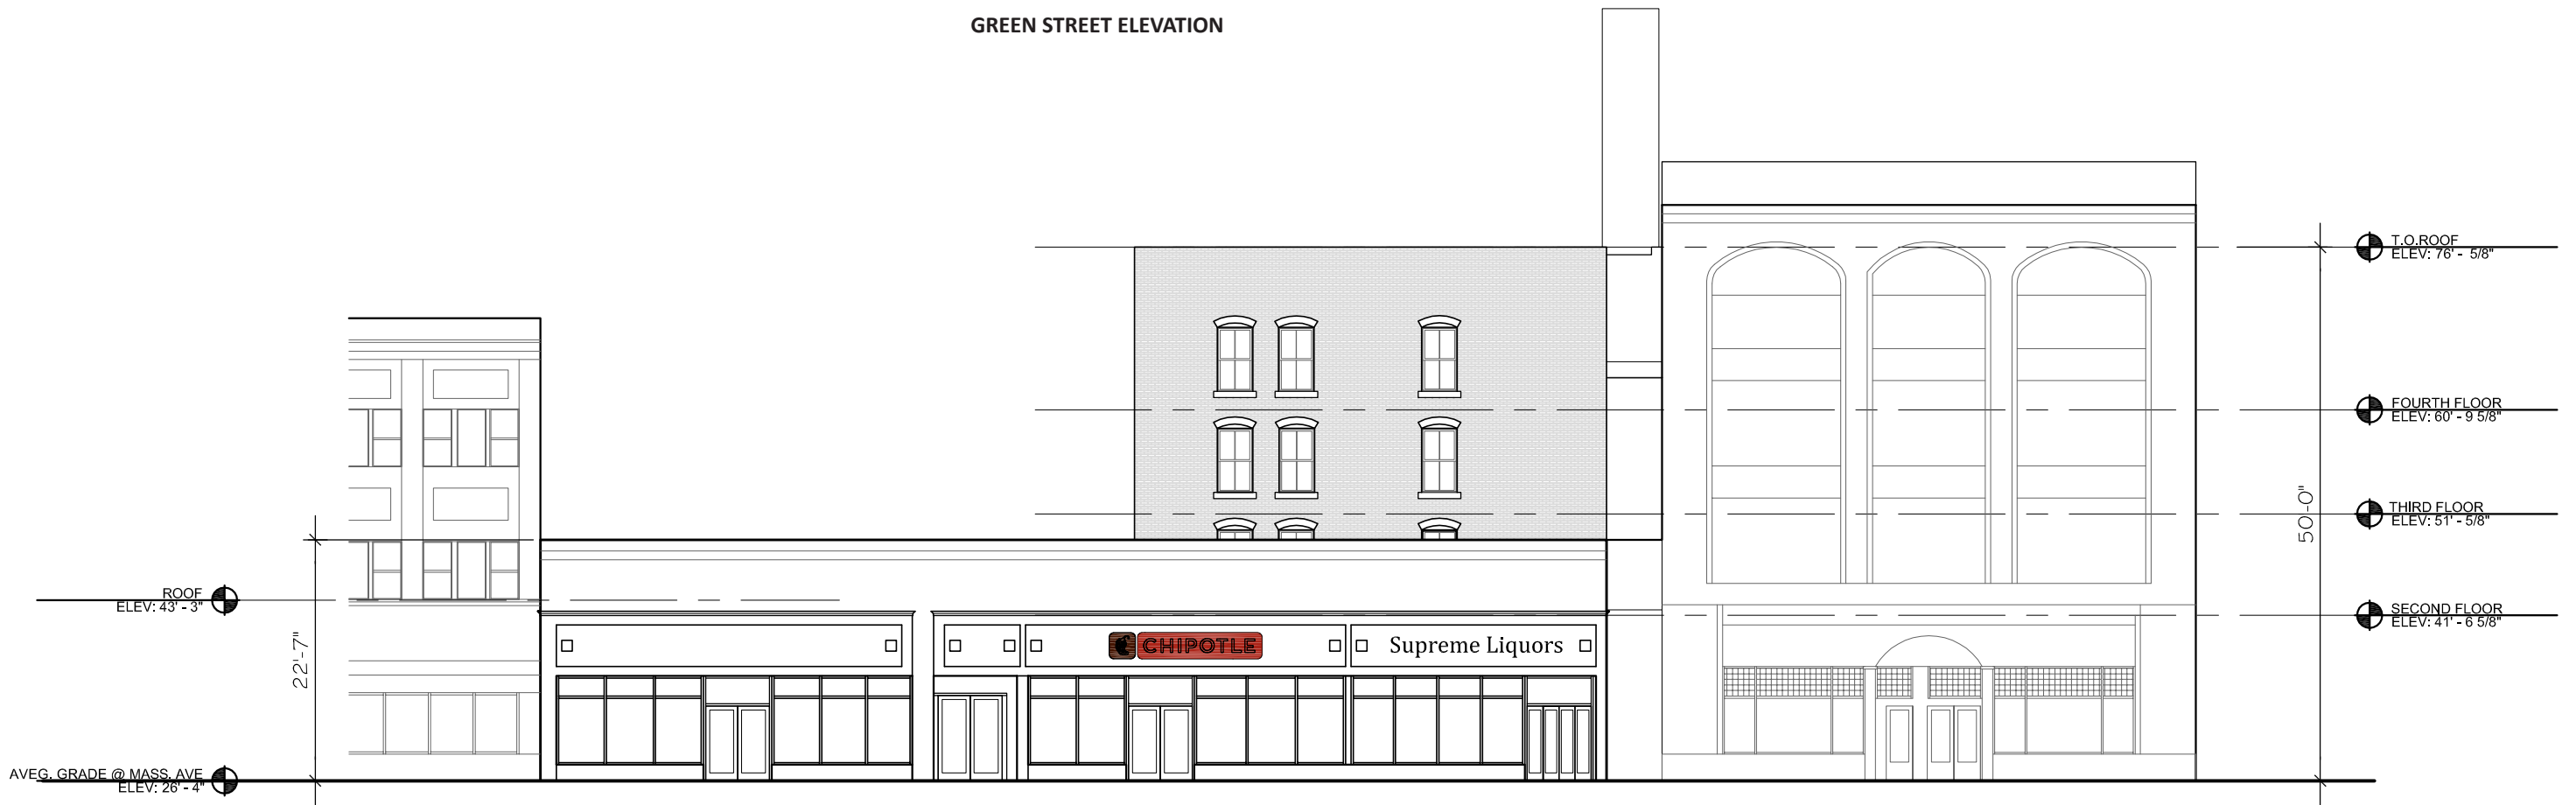 GREEN STREET ELEVATION
T.O.ROOF
ELEV: 76' - 5/8"
FOURTH FLOOR
ELEV: 60' - 9 5/8"
50'-0"
THIRD FLOOR
ELEV: 51' - 5/8"
ROOF
ELEV: 43' - 3"
SECOND FLOOR
ELEV: 41' - 6 5/8"
22'-7"
CHIPOTLE
Supreme Liquors
AVEG. GRADE @ MASS. AVE
ELEV: 26' - 4"